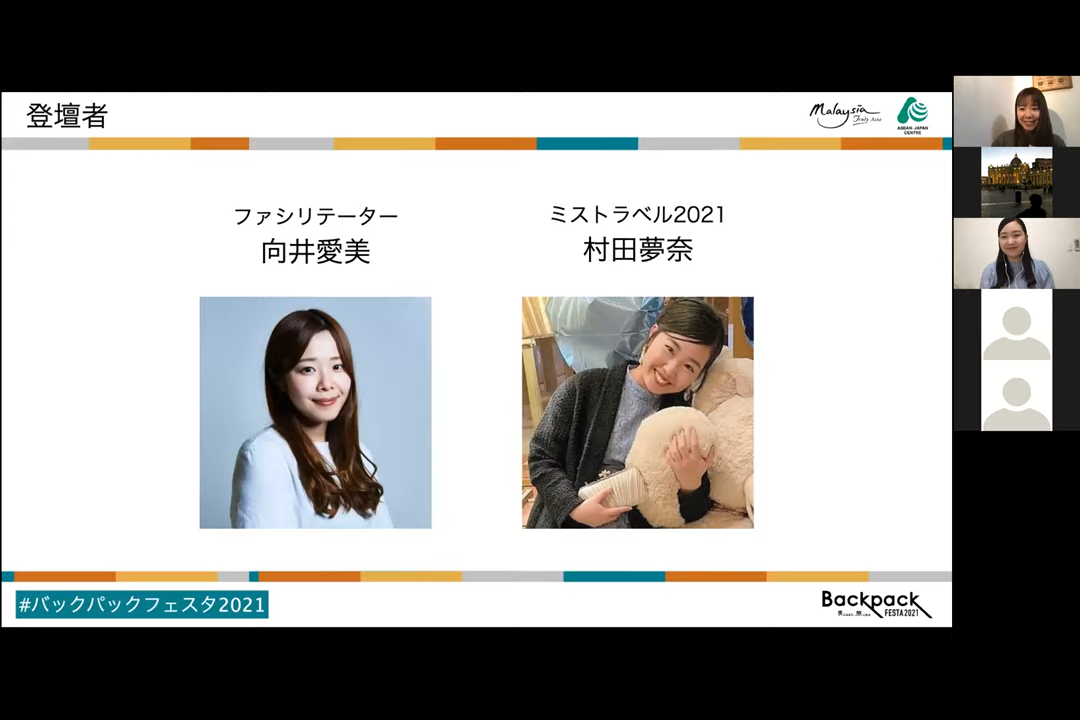 登壇者
Malaysia
Truly Asia
ASEAN-JAPAN
CENTRE
ファシリテーター
向井愛美
ミストラベル2021
村田夢奈
#バックパックフェスタ2021
Backpack
FESTA2021